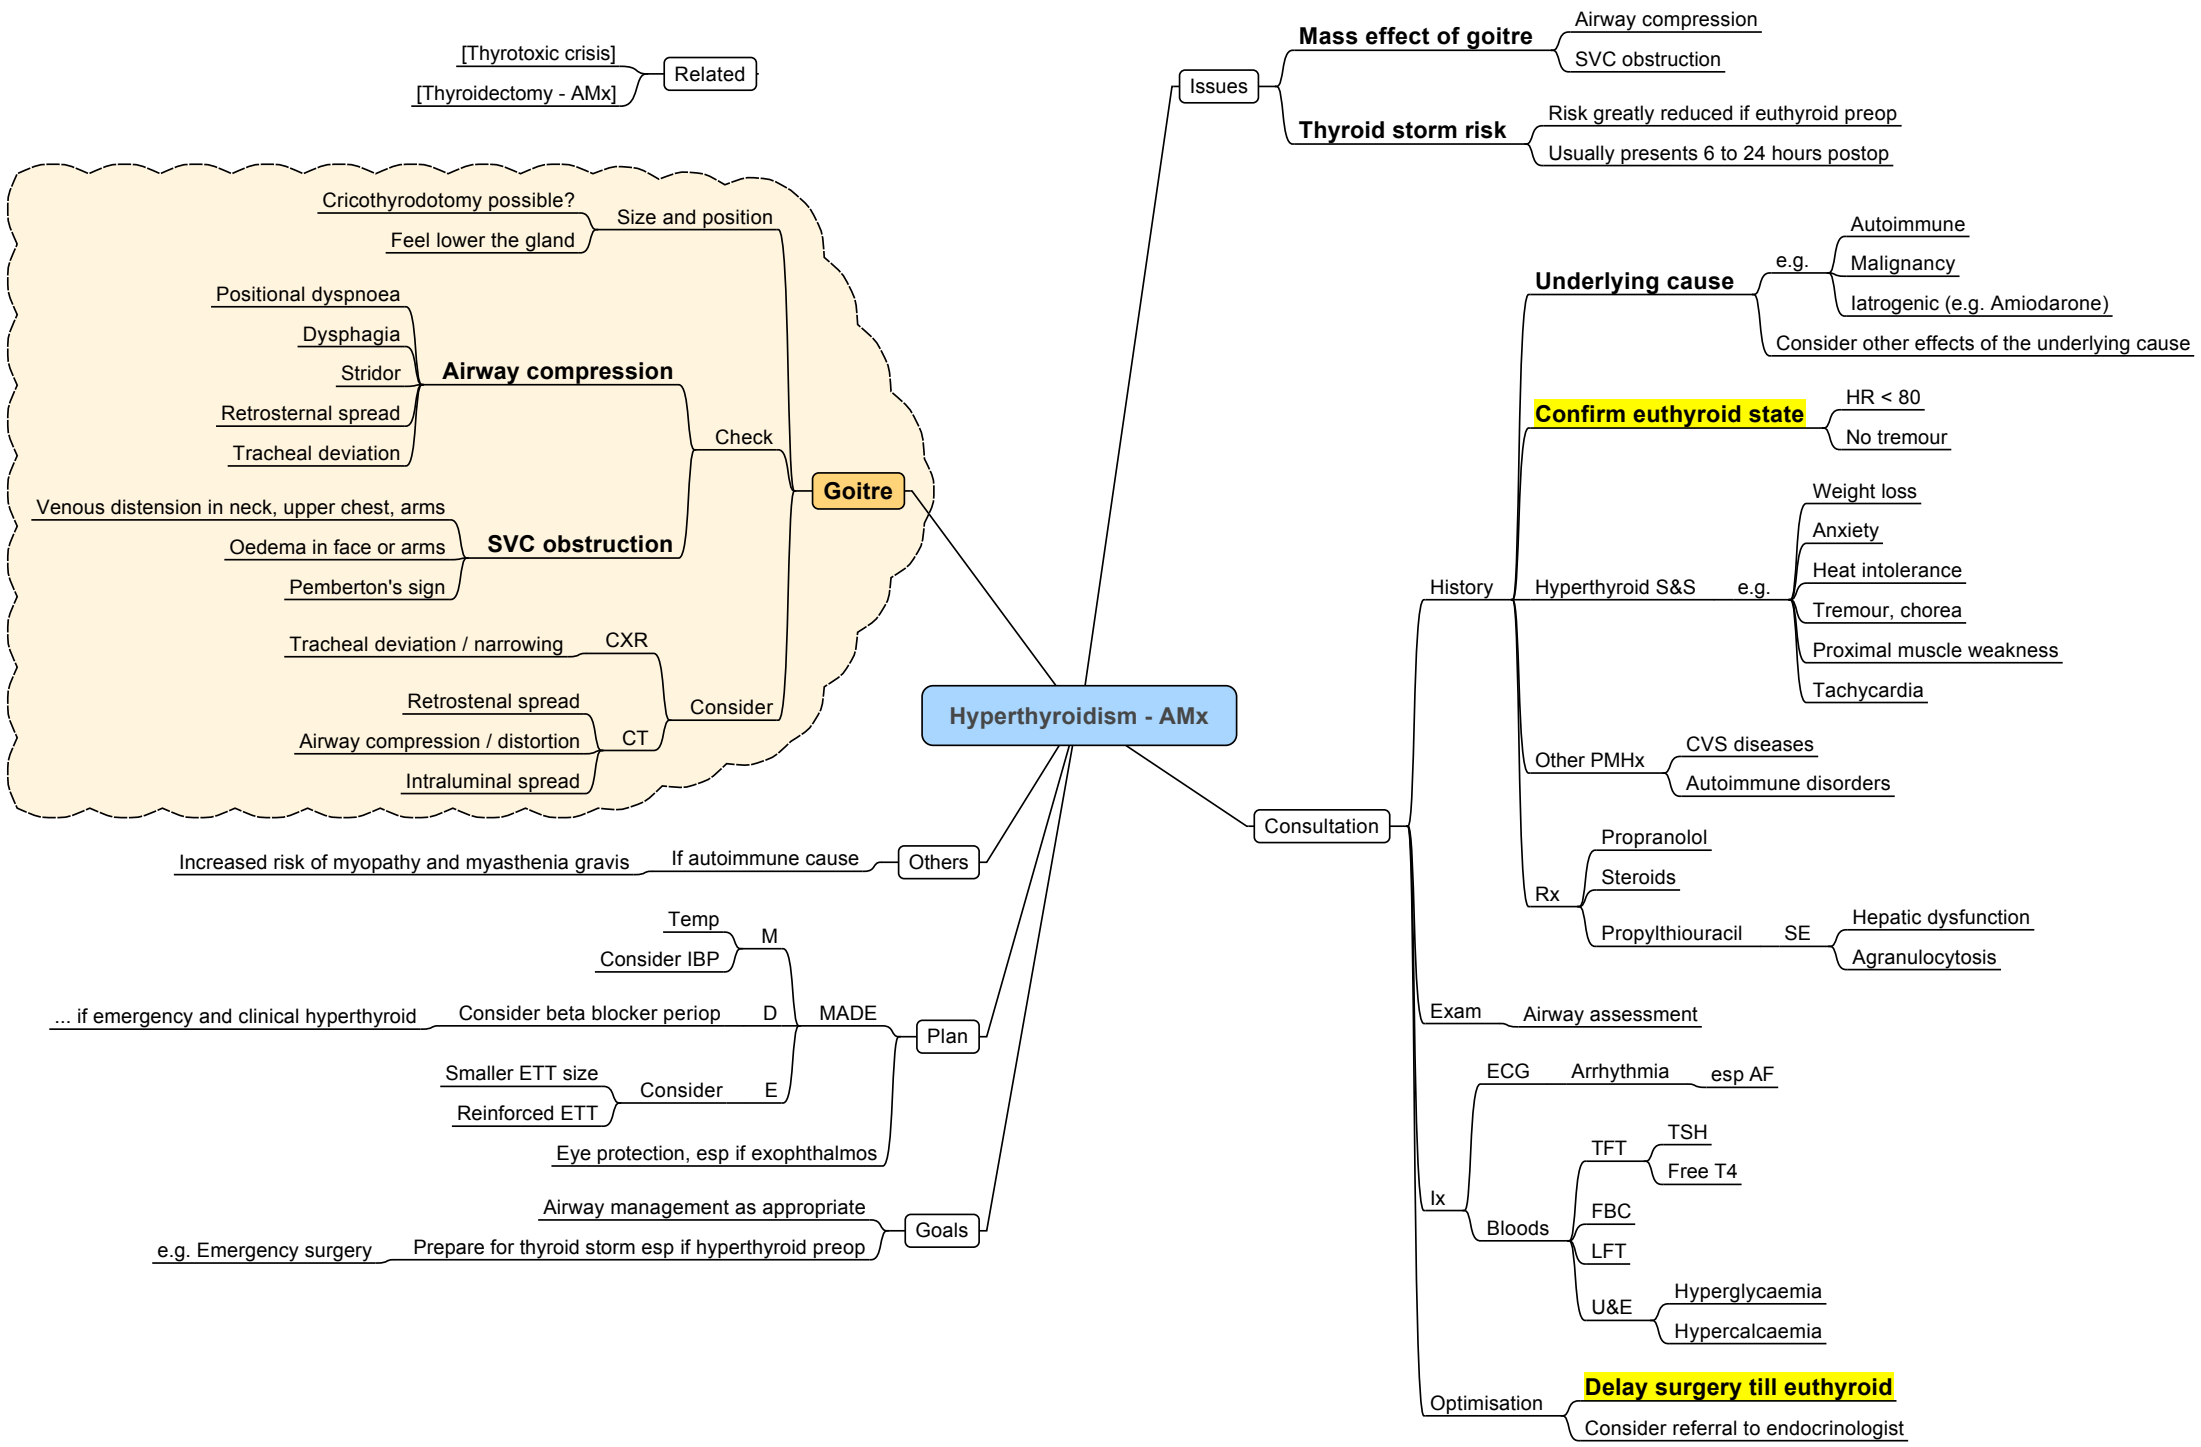 Hyperthyroidism - AMx
Issues
Mass effect of goitre
Airway compression
SVC obstruction
Thyroid storm risk
Risk greatly reduced if euthyroid preop
Usually presents 6 to 24 hours postop
Consultation
History
Underlying cause
e.g.
Autoimmune
Malignancy
Iatrogenic (e.g. Amiodarone)
Consider other effects of the underlying cause
Confirm euthyroid state
HR < 80
No tremour
Hyperthyroid S&S
e.g.
Weight loss
Anxiety
Heat intolerance
Tremour, chorea
Proximal muscle weakness
Tachycardia
Other PMHx
CVS diseases
Autoimmune disorders
Rx
Propranolol
Steroids
Propylthiouracil
SE
Hepatic dysfunction
Agranulocytosis
Exam
Airway assessment
Ix
ECG
Arrhythmia
esp AF
Bloods
TFT
TSH
Free T4
FBC
LFT
U&E
Hyperglycaemia
Hypercalcaemia
Optimisation
Delay surgery till euthyroid
Consider referral to endocrinologist
Related
[Thyrotoxic crisis]
[Thyroidectomy - AMx]
Goitre
Size and position
Cricothyrodotomy possible?
Feel lower the gland
Check
Airway compression
Positional dyspnoea
Dysphagia
Stridor
Retrosternal spread
Tracheal deviation
SVC obstruction
Venous distension in neck, upper chest, arms
Oedema in face or arms
Pemberton's sign
Consider
CXR
Tracheal deviation / narrowing
CT
Retrostenal spread
Airway compression / distortion
Intraluminal spread
Others
If autoimmune cause
Increased risk of myopathy and myasthenia gravis
Plan
MADE
M
Temp
Consider IBP
D
Consider beta blocker periop
... if emergency and clinical hyperthyroid
E
Consider
Smaller ETT size
Reinforced ETT
Eye protection, esp if exophthalmos
Goals
Airway management as appropriate
Prepare for thyroid storm esp if hyperthyroid preop
e.g. Emergency surgery